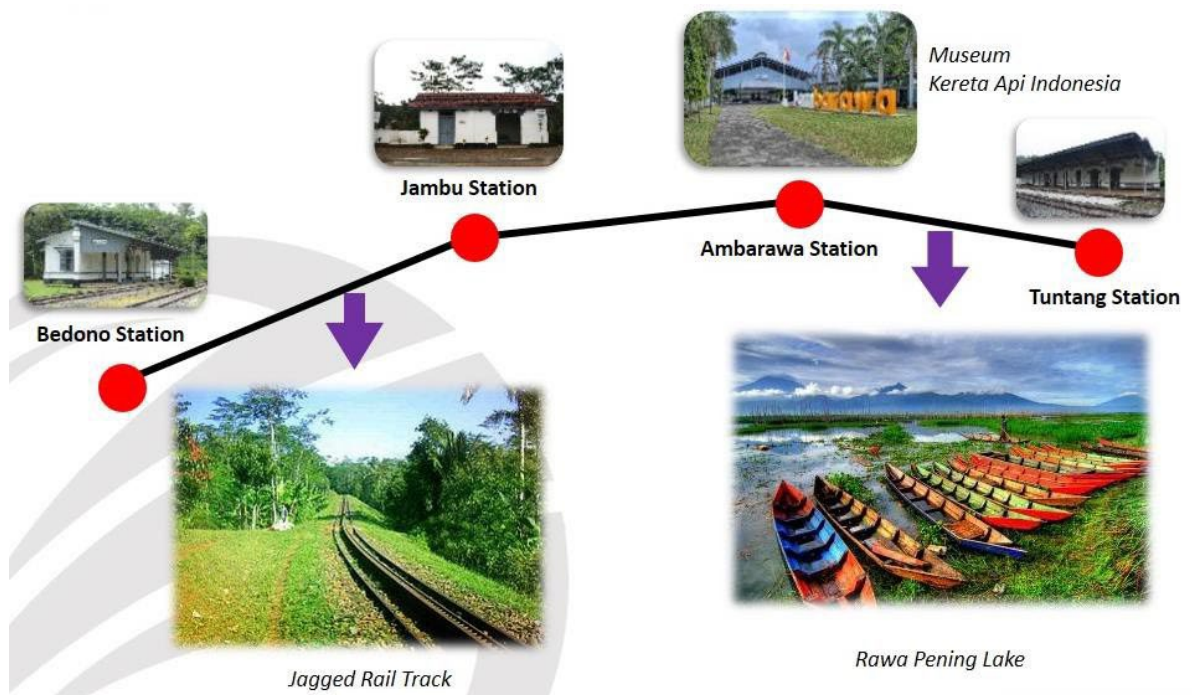 Museum
Kereta Api Indonesia
Jambu Station
Ambarawa Station
Bedono Station
Tuntang Station
Jagged Rail Track
Rawa Pening Lake